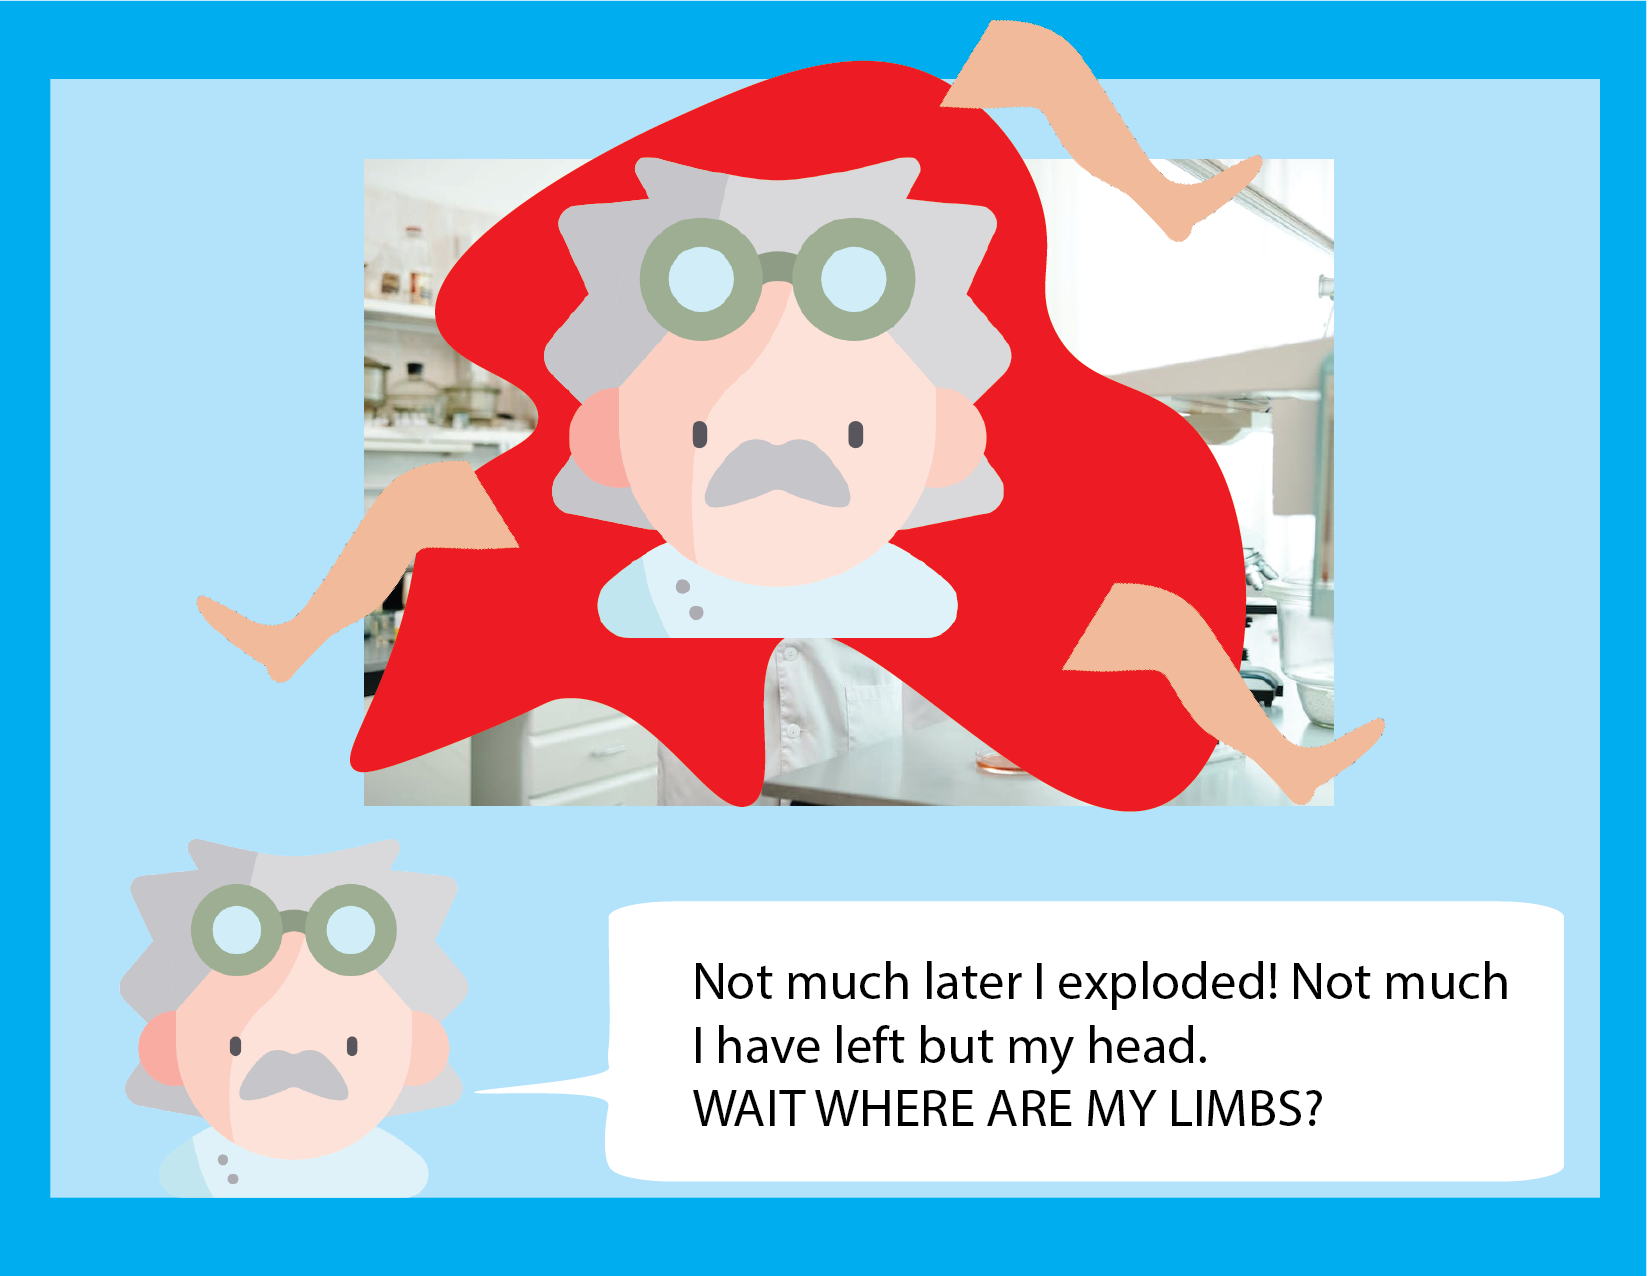 Not much later I exploded! Not much
I have left but my head.
WAIT WHERE ARE MY LIMBS?